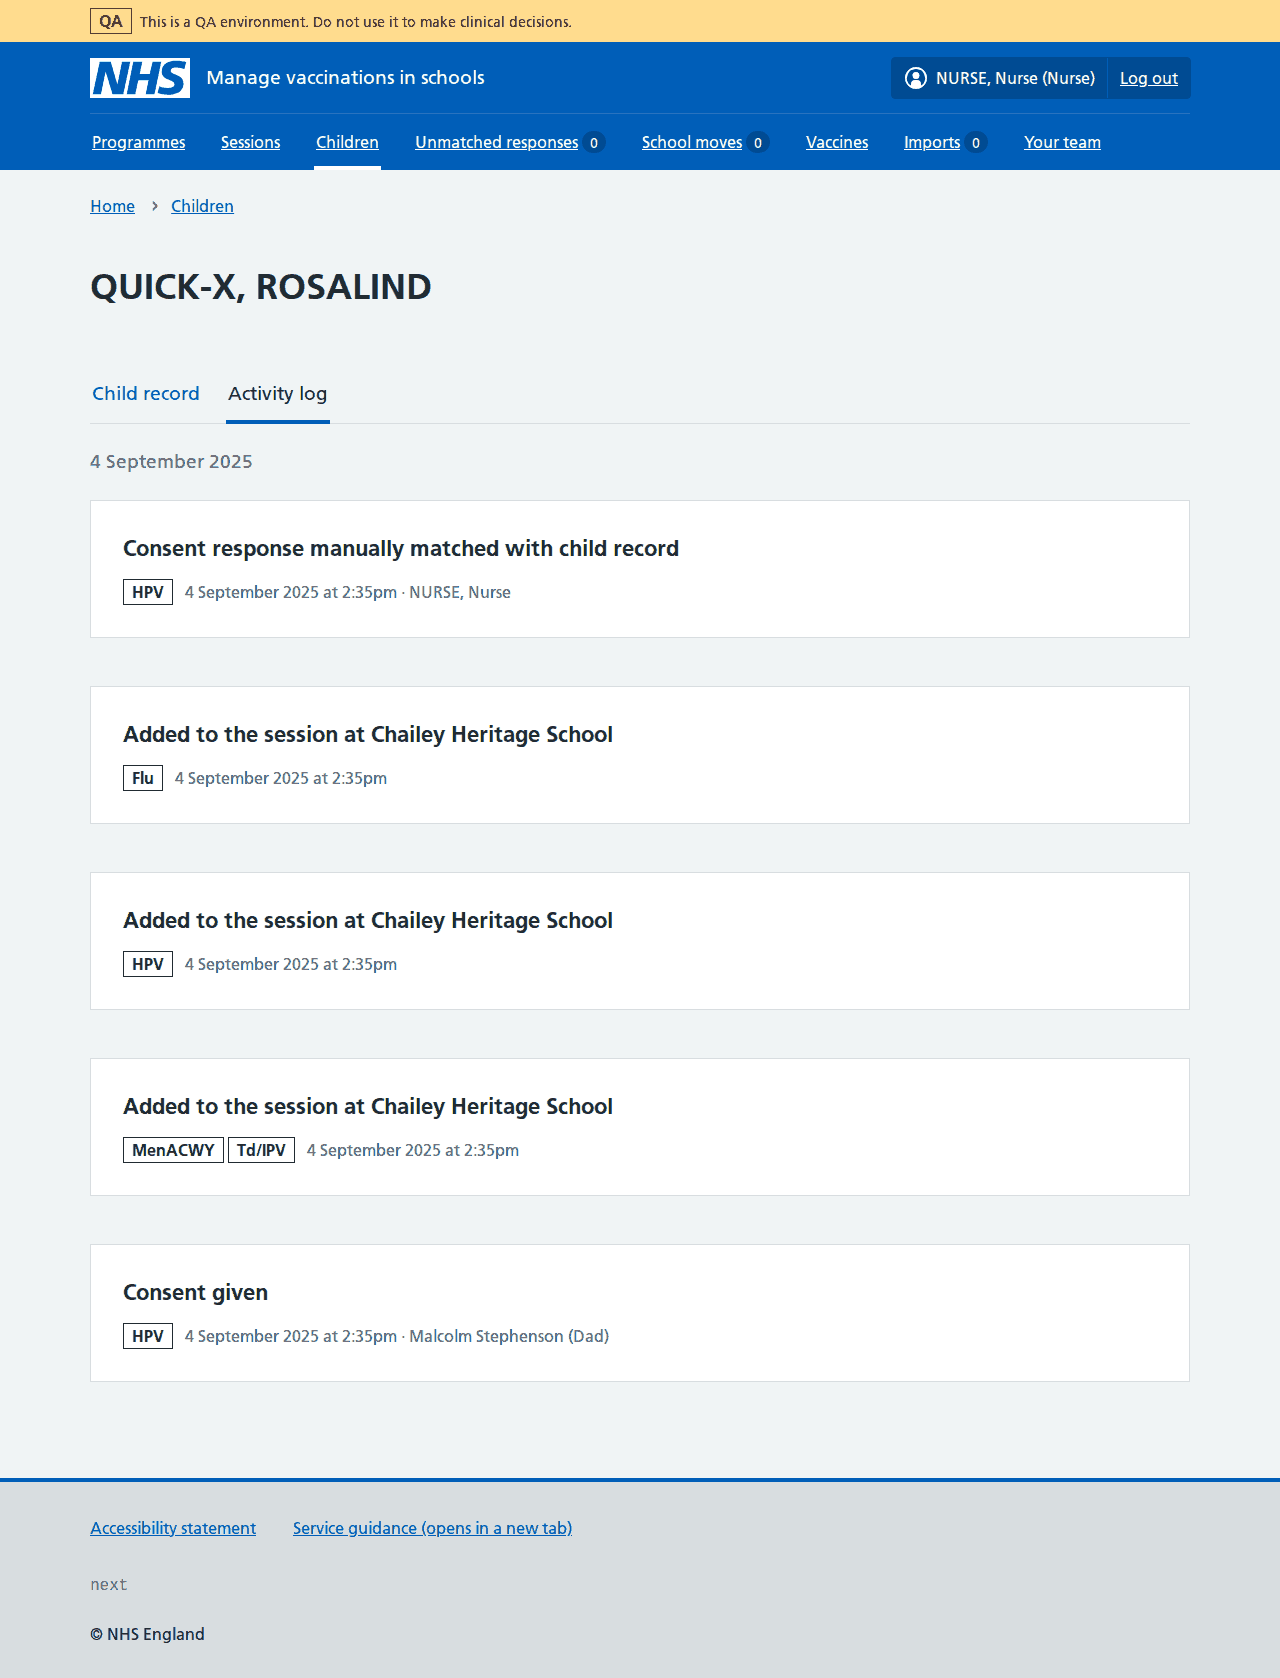 QA This is a QA environment. Do not use it to make clinical decisions.
NHS Manage vaccinations in schools NURSE, Nurse (Nurse) Log out
Programmes Sessions Children Unmatched responses 0 School moves 0 Vaccines Imports 0 Your team
Home › Children
QUICK-X, ROSALIND
Child record Activity log
4 September 2025
Consent response manually matched with child record
HPV 4 September 2025 at 2:35pm · NURSE, Nurse
Added to the session at Chailey Heritage School
Flu 4 September 2025 at 2:35pm
Added to the session at Chailey Heritage School
HPV 4 September 2025 at 2:35pm
Added to the session at Chailey Heritage School
MenACWY Td/IPV 4 September 2025 at 2:35pm
Consent given
HPV 4 September 2025 at 2:35pm · Malcolm Stephenson (Dad)
Accessibility statement Service guidance (opens in a new tab)
next
© NHS England